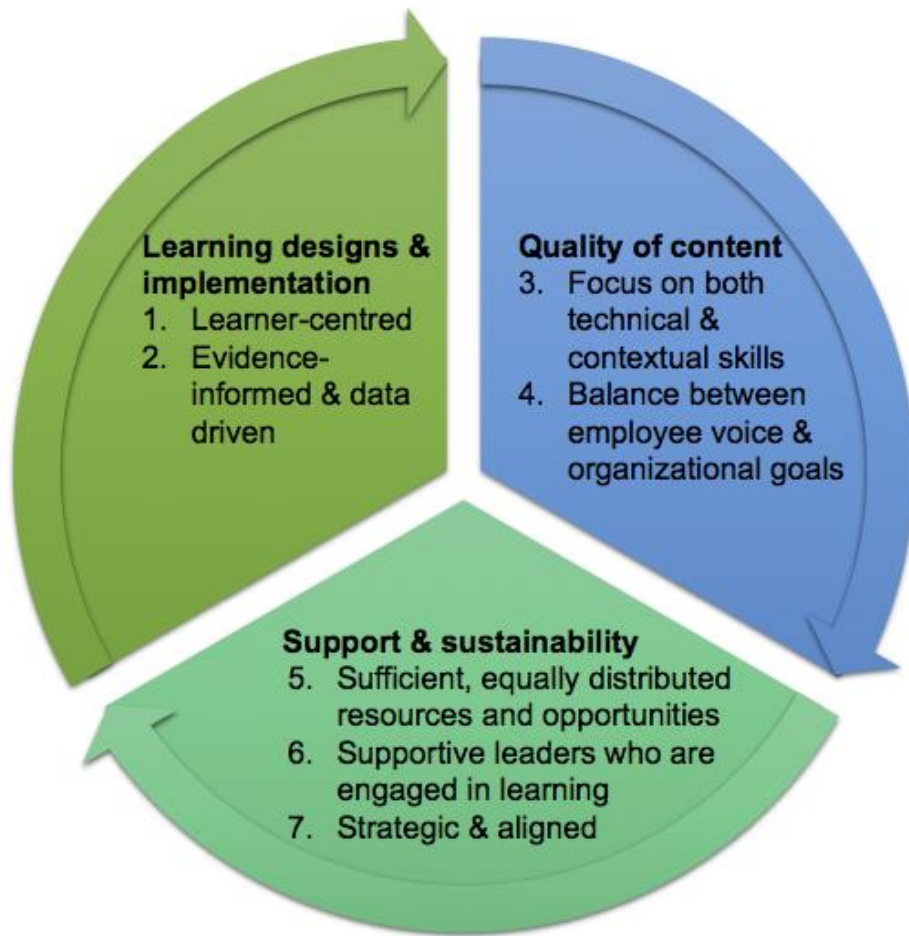 Learning designs &
implementation
1. Learner-centred
2. Evidence-
informed & data
driven
Quality of content
3. Focus on both
technical &
contextual skills
4. Balance between
employee voice &
organizational goals
Support & sustainability
5. Sufficient, equally distributed
resources and opportunities
6. Supportive leaders who are
engaged in learning
7. Strategic & aligned